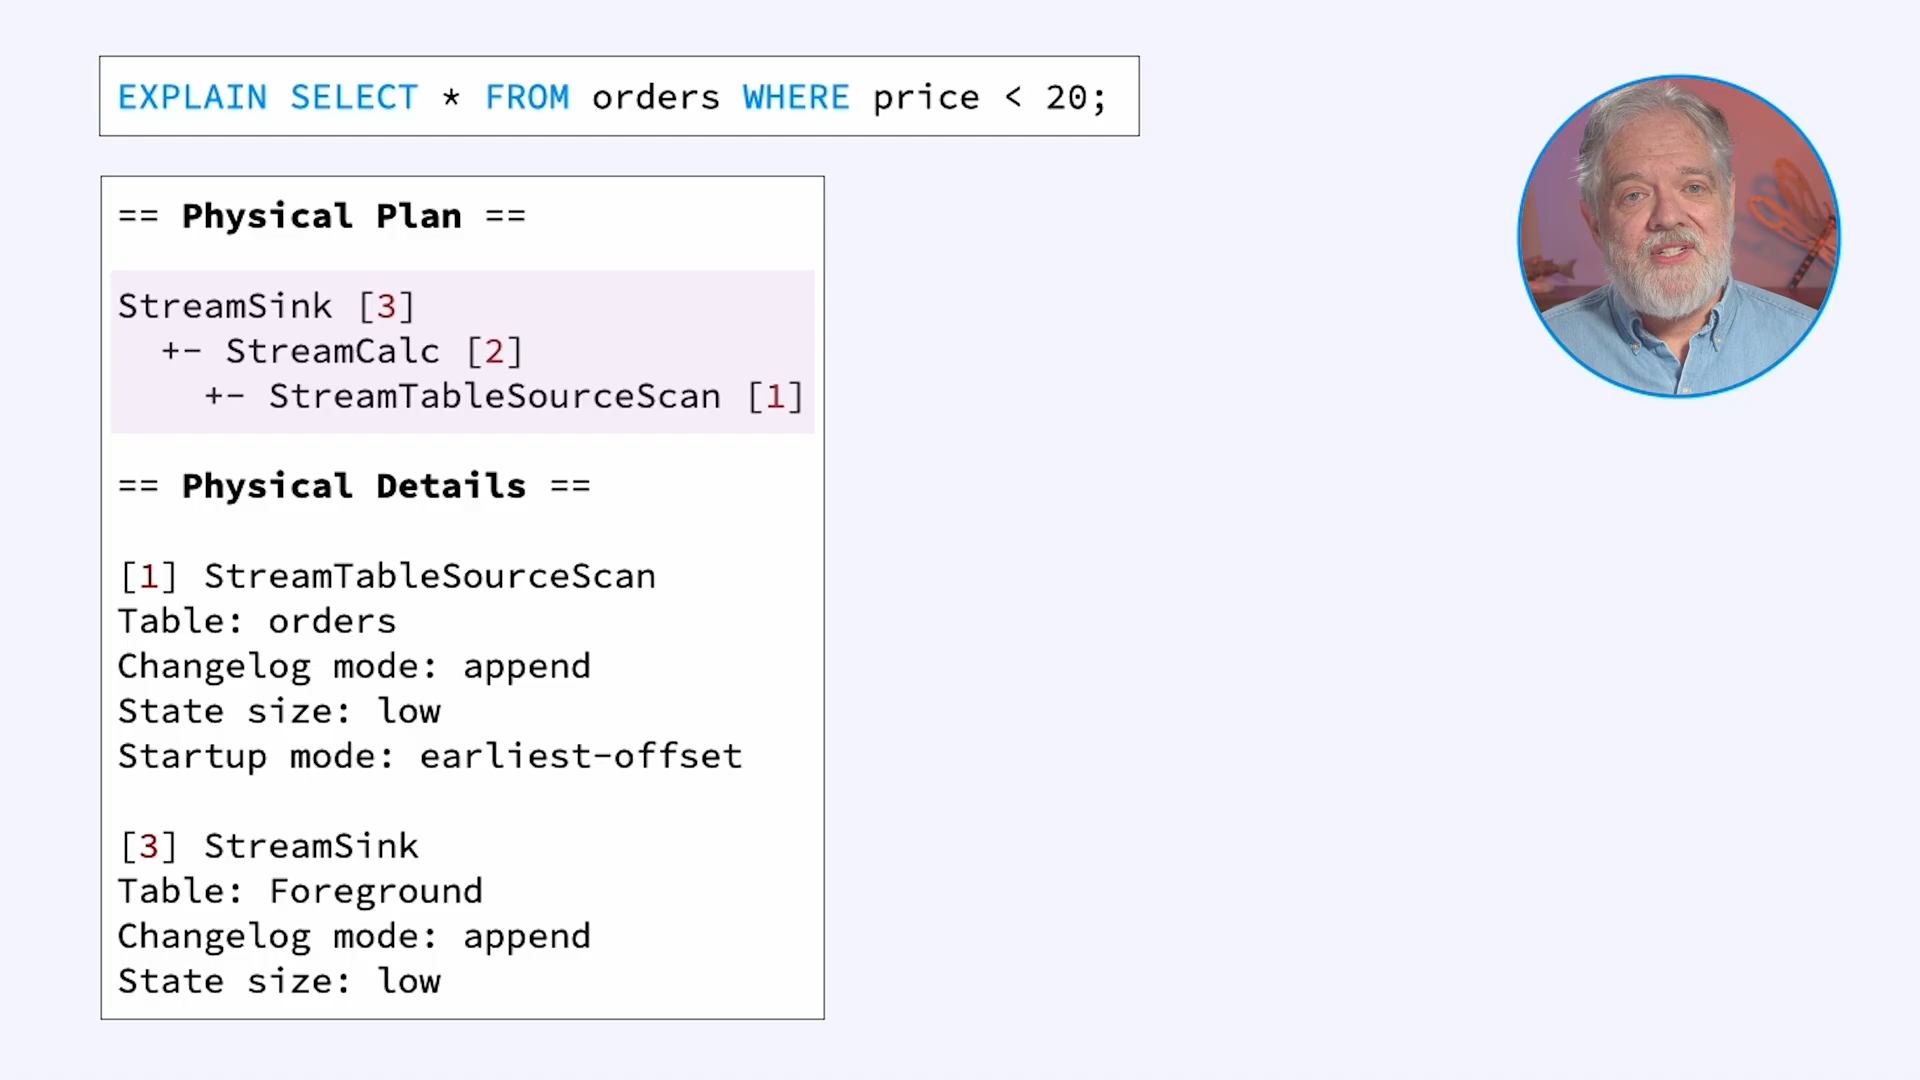 EXPLAIN SELECT * FROM orders WHERE price < 20;
== Physical Plan ==
StreamSink [3]
+- StreamCalc [2]
+- StreamTableSourceScan [1]
== Physical Details ==
[1] StreamTableSourceScan
Table: orders
Changelog mode: append
State size: low
Startup mode: earliest-offset
[3] StreamSink
Table: Foreground
Changelog mode: append
State size: low